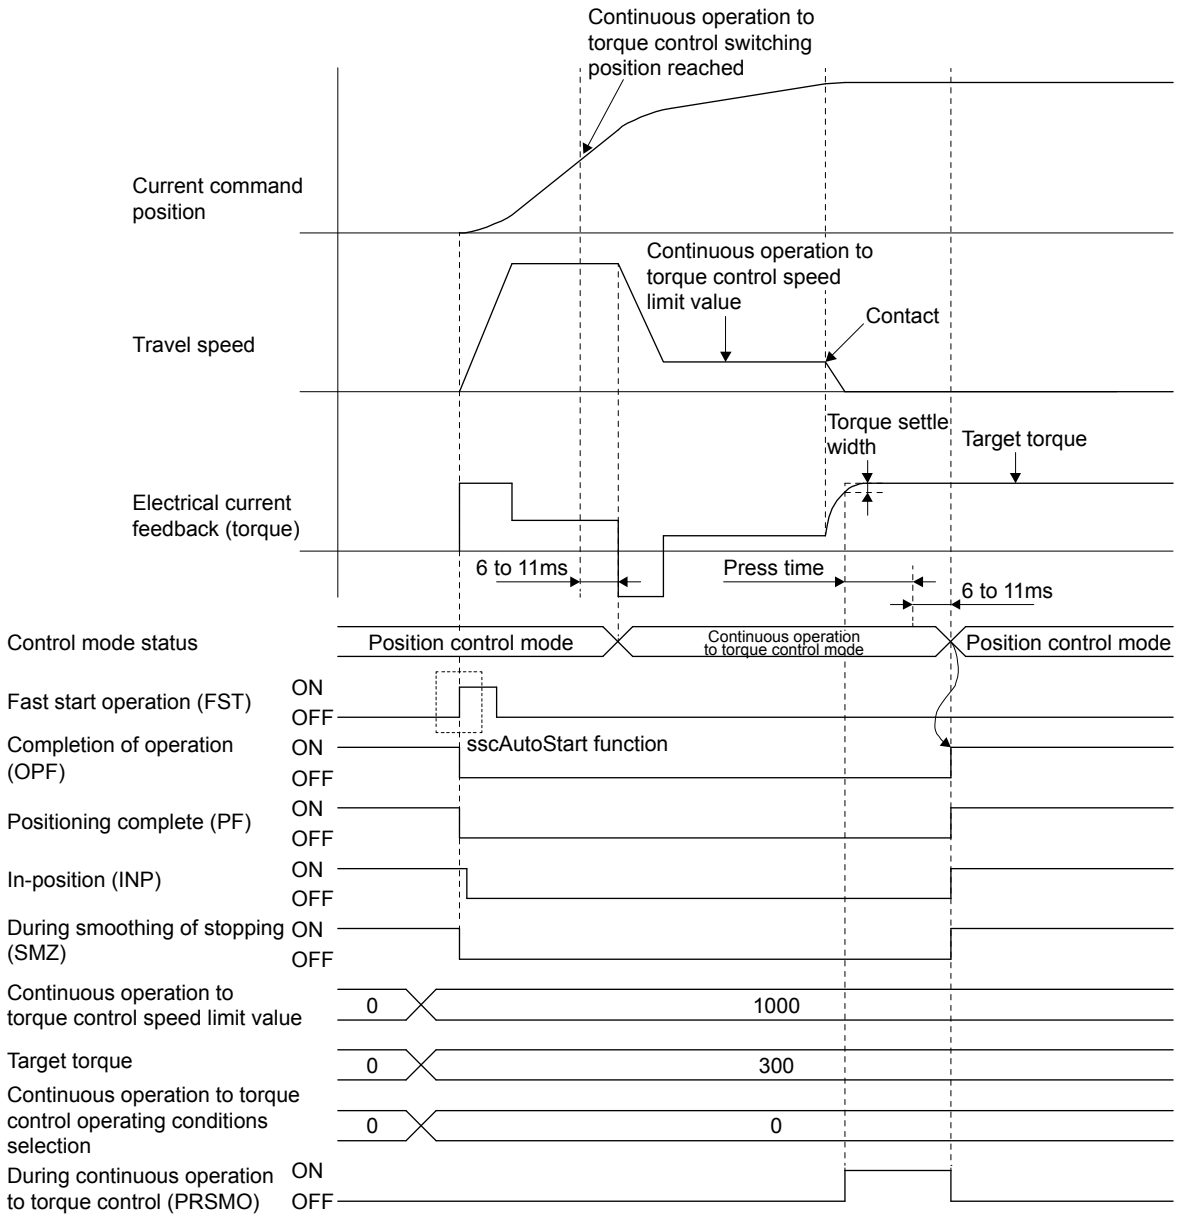 Continuous operation to
torque control switching
position reached
Current command
position
Continuous operation to
torque control speed
limit value
Contact
Travel speed
Torque settle
width
Target torque
Electrical current
feedback (torque)
6 to 11ms
Press time
6 to 11ms
Control mode status
Position control mode
Continuous operation
to torque control mode
Position control mode
Fast start operation (FST)
ON
OFF
sscAutoStart function
Completion of operation
(OPF)
ON
OFF
Positioning complete (PF)
ON
OFF
In-position (INP)
ON
OFF
During smoothing of stopping
(SMZ)
ON
OFF
Continuous operation to
torque control speed limit value
0
1000
Target torque
0
300
Continuous operation to torque
control operating conditions
selection
0
0
During continuous operation
to torque control (PRSMO)
ON
OFF